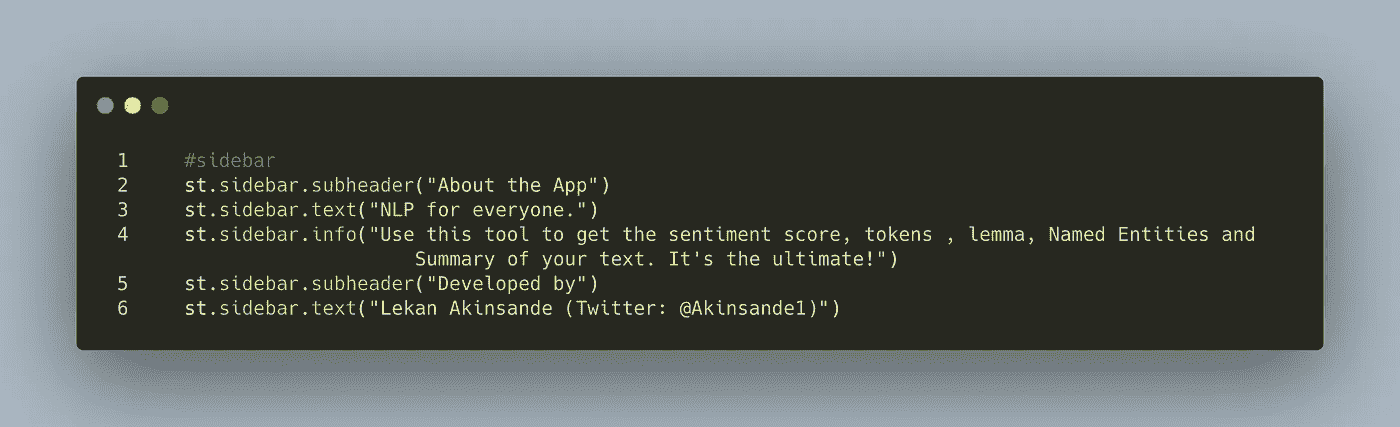 1 #sidebar
2 st.sidebar.subheader("About the App")
3 st.sidebar.text("NLP for everyone.")
4 st.sidebar.info("Use this tool to get the sentiment score, tokens , lemma, Named Entities and
Summary of your text. It's the ultimate!")
5 st.sidebar.subheader("Developed by")
6 st.sidebar.text("Lekan Akinsande (Twitter: @Akinsande1)")